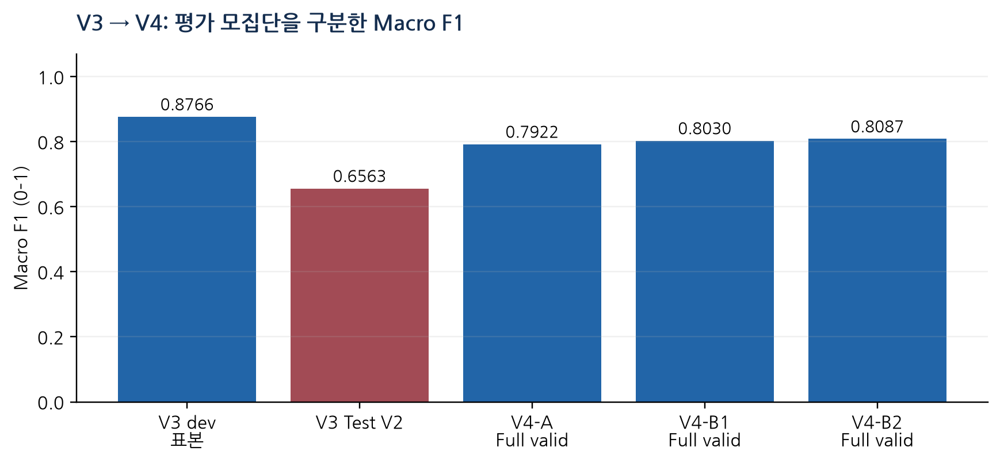 V3 → V4: 평가 모집단을 구분한 Macro F1
Macro F1 (0-1)
1.0
0.8
0.6
0.4
0.2
0.0
0.8766
0.6563
0.7922
0.8030
0.8087
V3 dev
표본
V3 Test V2
V4-A
Full valid
V4-B1
Full valid
V4-B2
Full valid